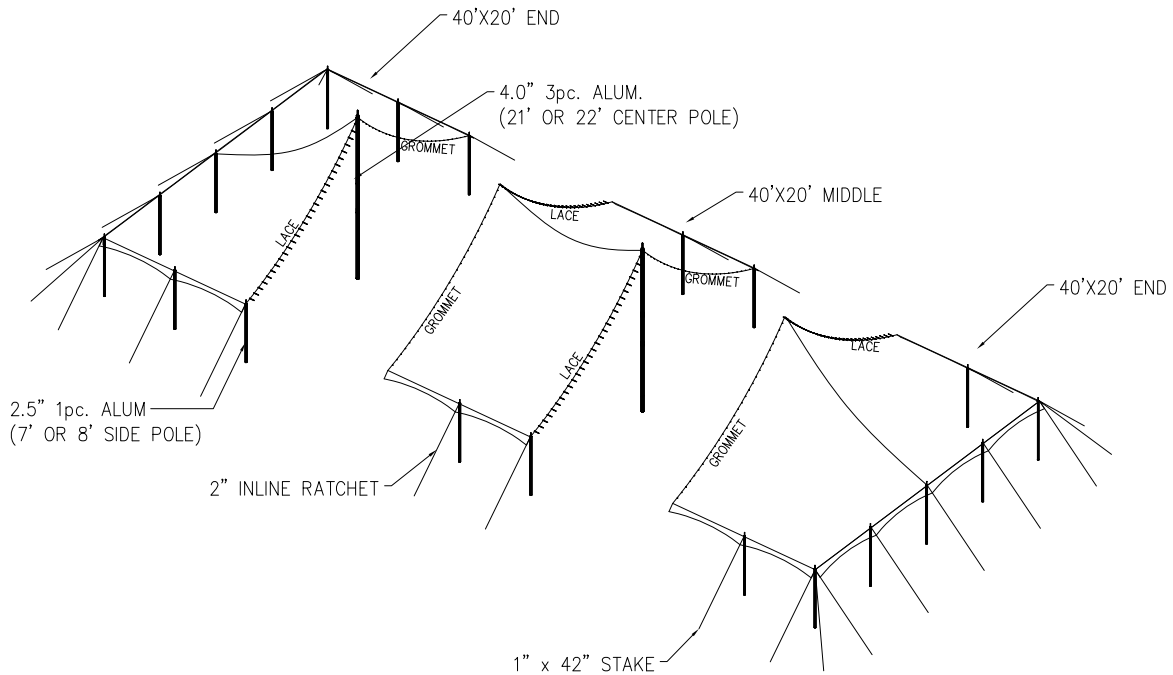 40'X20' END
4.0" 3pc. ALUM.
(21' OR 22' CENTER POLE)
GROMMET
LACE
40'X20' MIDDLE
LACE
GROMMET
GROMMET
LACE
40'X20' END
LACE
GROMMET
2.5" 1pc. ALUM
(7' OR 8' SIDE POLE)
2" INLINE RATCHET
1" x 42" STAKE